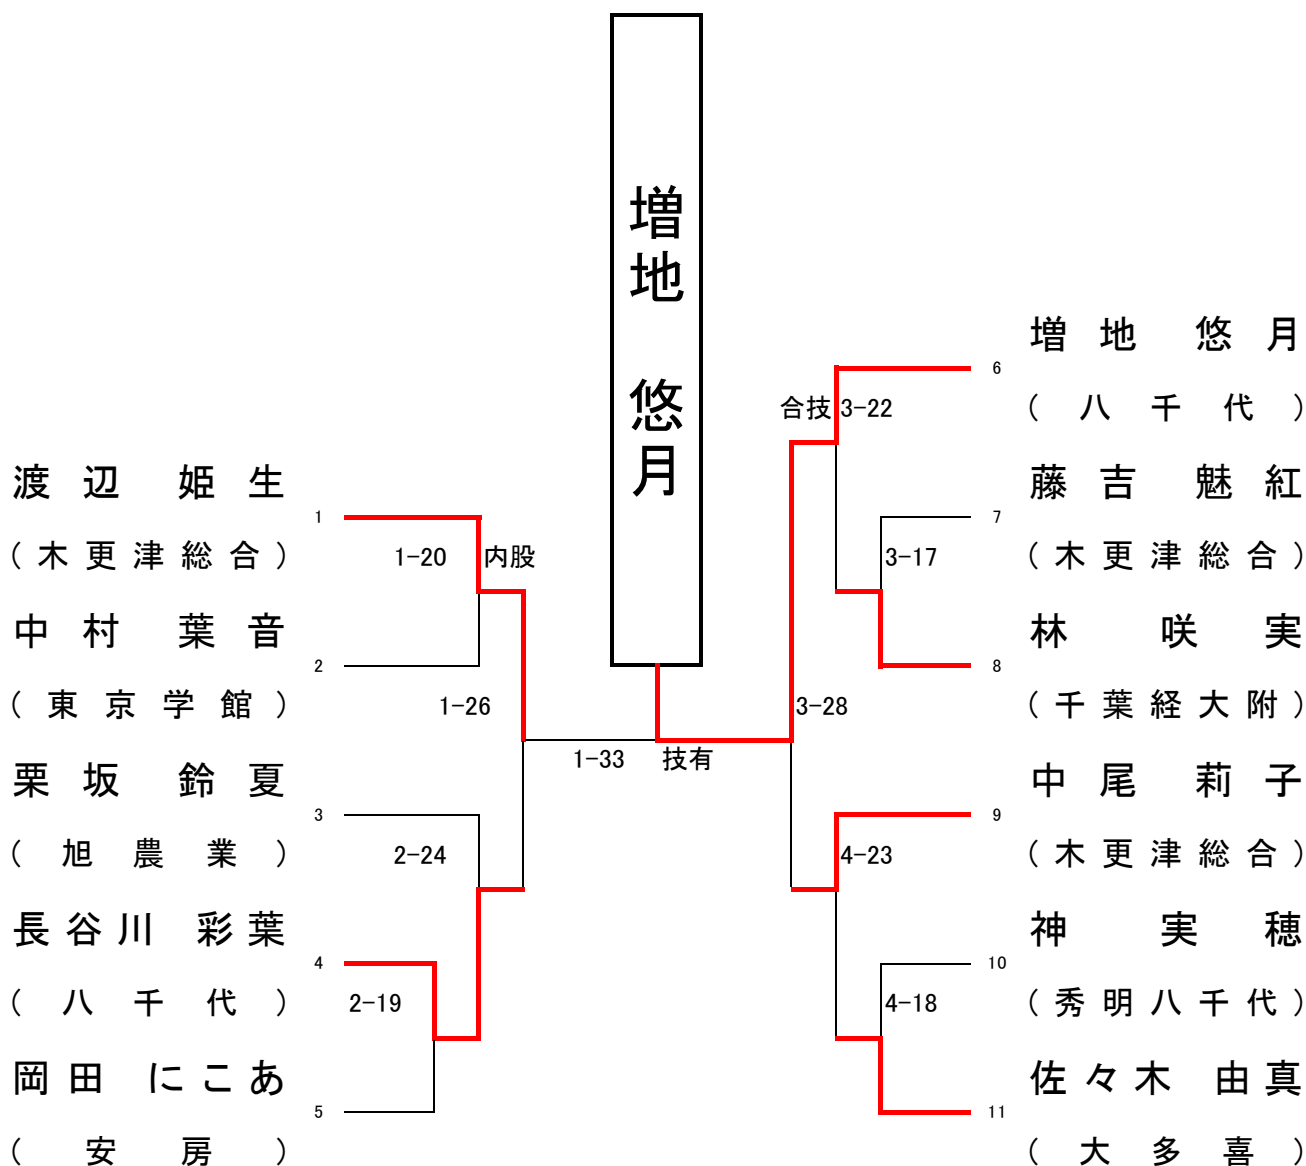 増地 悠月
渡辺 姫生
1
(木更津総合)
1-20
内股
中村 葉音
2
(東京学館)
1-26
栗坂 鈴夏
3
(旭農業)
2-24
長谷川 彩葉
4
(八千代)
2-19
岡田 にこあ
5
(安房)
1-33
技有
増地 悠月
6
(八千代)
合技
3-22
藤吉 魅紅
7
(木更津総合)
3-17
林 咲実
8
(千葉経大附)
3-28
中尾 莉子
9
(木更津総合)
4-23
神 実穂
10
(秀明八千代)
4-18
佐々木 由真
11
(大多喜)